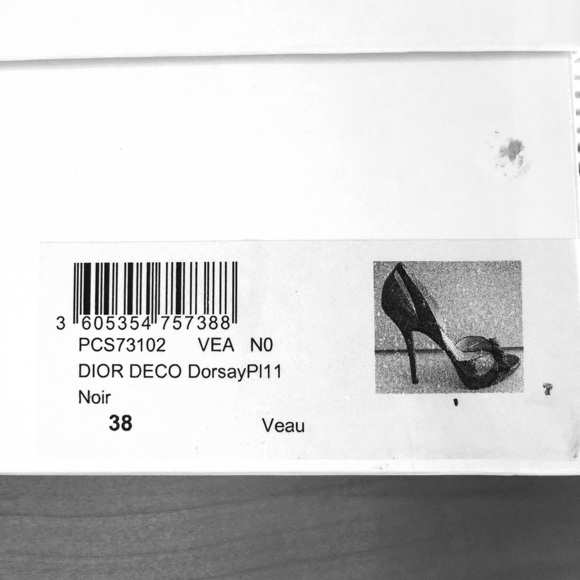 3 605354 757388
PCS73102 VEA N0
DIOR DECO DorsayPl11
Noir
38 Veau